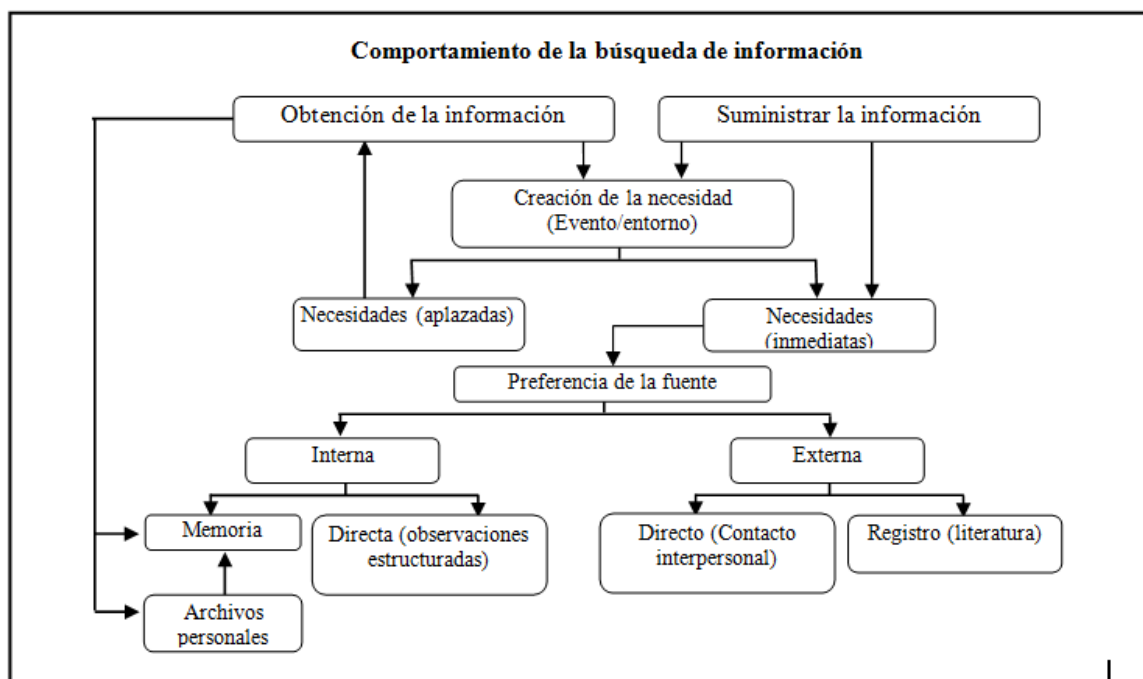 Comportamiento de la búsqueda de información
Obtención de la información
Suministrar la información
Creación de la necesidad
(Evento/entorno)
Necesidades (aplazadas)
Necesidades
(inmediatas)
Preferencia de la fuente
Interna
Externa
Memoria
Directa (observaciones
estructuradas)
Directo (Contacto
interpersonal)
Registro (literatura)
Archivos
personales